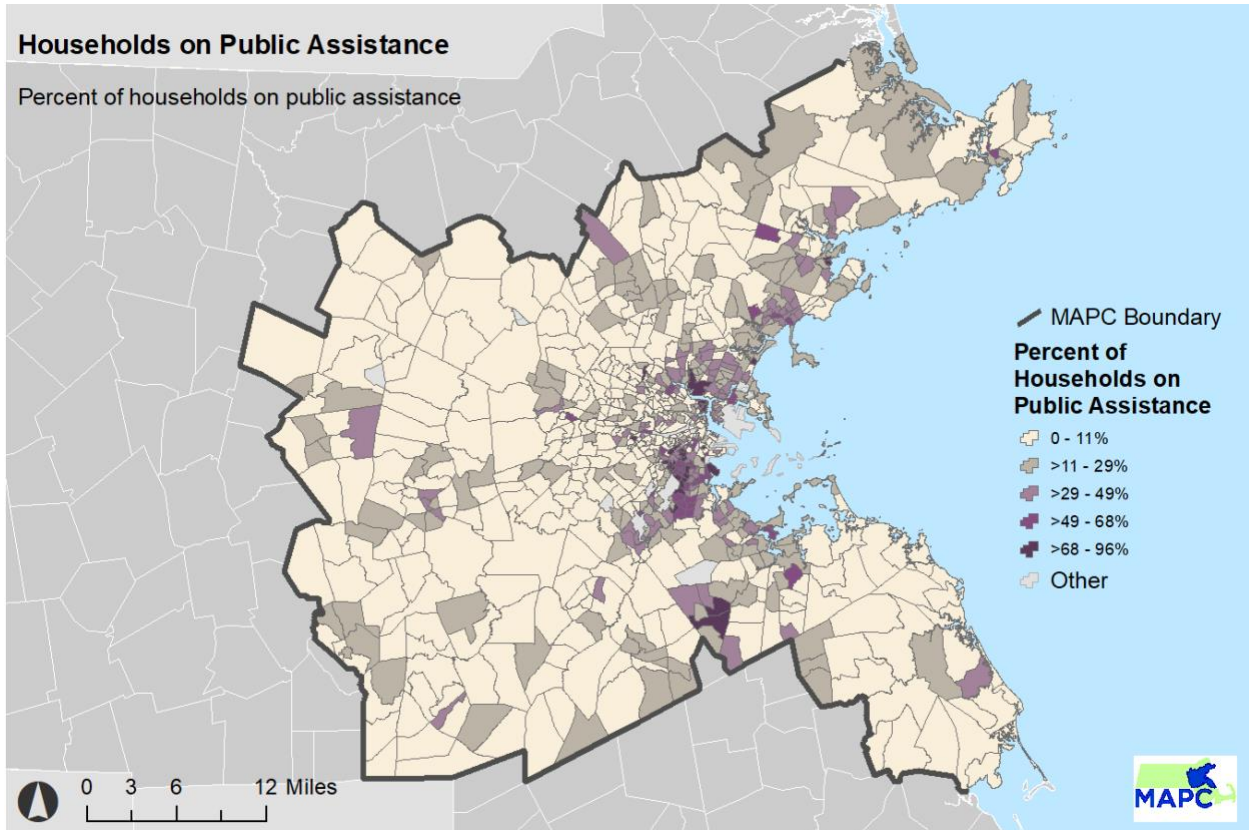 Households on Public Assistance
Percent of households on public assistance
MAPC Boundary
Percent of
Households on
Public Assistance
0 - 11%
>11 - 29%
>29 - 49%
>49 - 68%
>68 - 96%
Other
0 3 6 12 Miles
MAPC